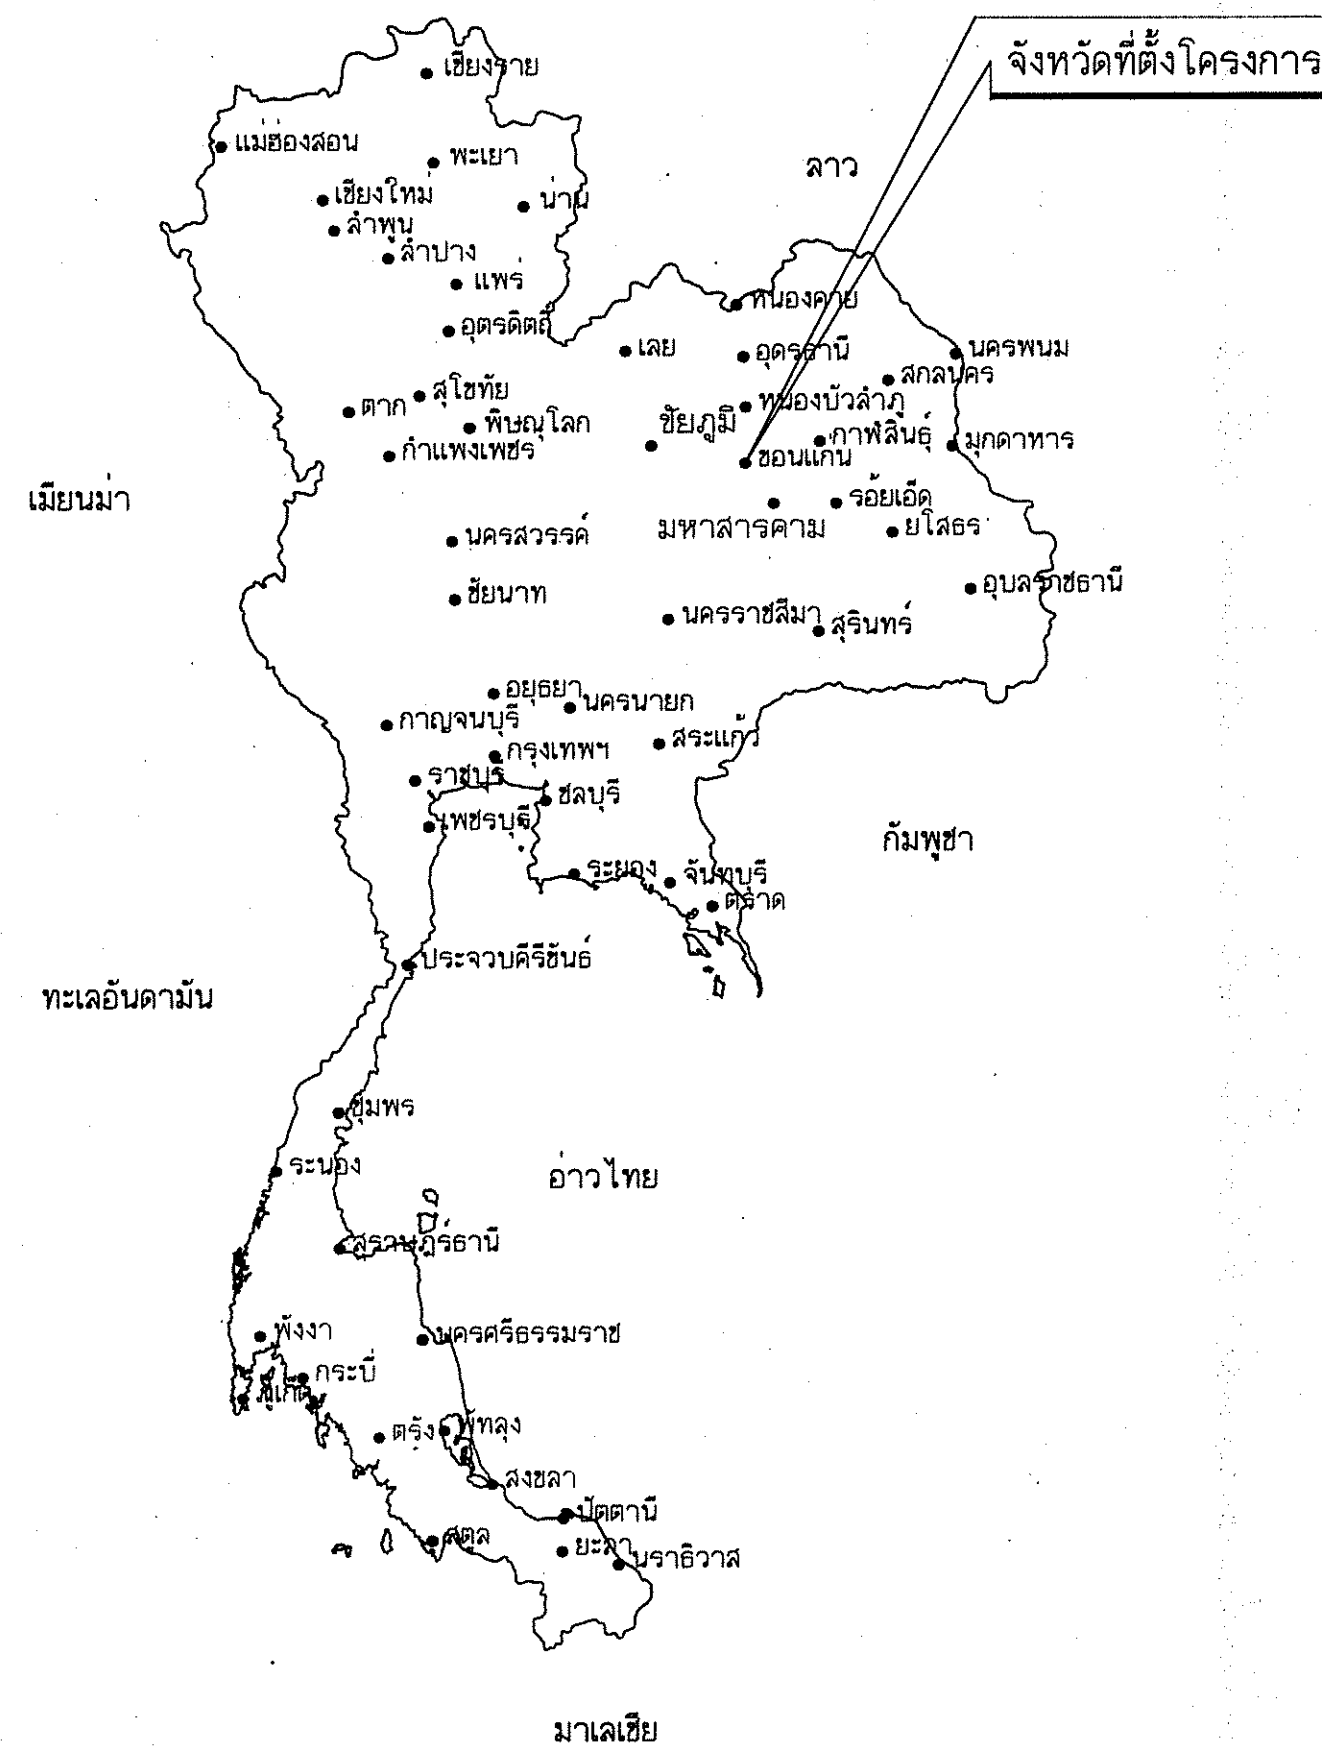 จังหวัดที่ตั้งโครงการ
เชียงราย
แม่ฮ่องสอน
พะเยา
ลาว
เชียงใหม่
น่าน
ลำพูน
ลำปาง
แพร่
หนองคาย
อุตรดิตถ์
เลย
อุดรธานี
นครพนม
สกลนคร
สุโขทัย
ตาก
หนองบัวลำภู
พิษณุโลก
ชัยภูมิ
กาฬสินธุ์
มุกดาหาร
กำแพงเพชร
ขอนแก่น
เมียนม่า
ร้อยเอ็ด
มหาสารคาม
ยโสธร
นครสวรรค์
อุบลราชธานี
ชัยนาท
นครราชสีมา
สุรินทร์
อยุธยา
นครนายก
กาญจนบุรี
สระแก้ว
กรุงเทพฯ
ราชบุรี
ชลบุรี
เพชรบุรี
กัมพูชา
ระยอง
จันทบุรี
ตราด
ประจวบคีรีขันธ์
ทะเลอันดามัน
ชุมพร
ระนอง
อ่าวไทย
สุราษฎร์ธานี
พังงา
นครศรีธรรมราช
กระบี่
ภูเก็ต
ตรัง
พัทลุง
สงขลา
ปัตตานี
สตูล
ยะลา
นราธิวาส
มาเลเซีย